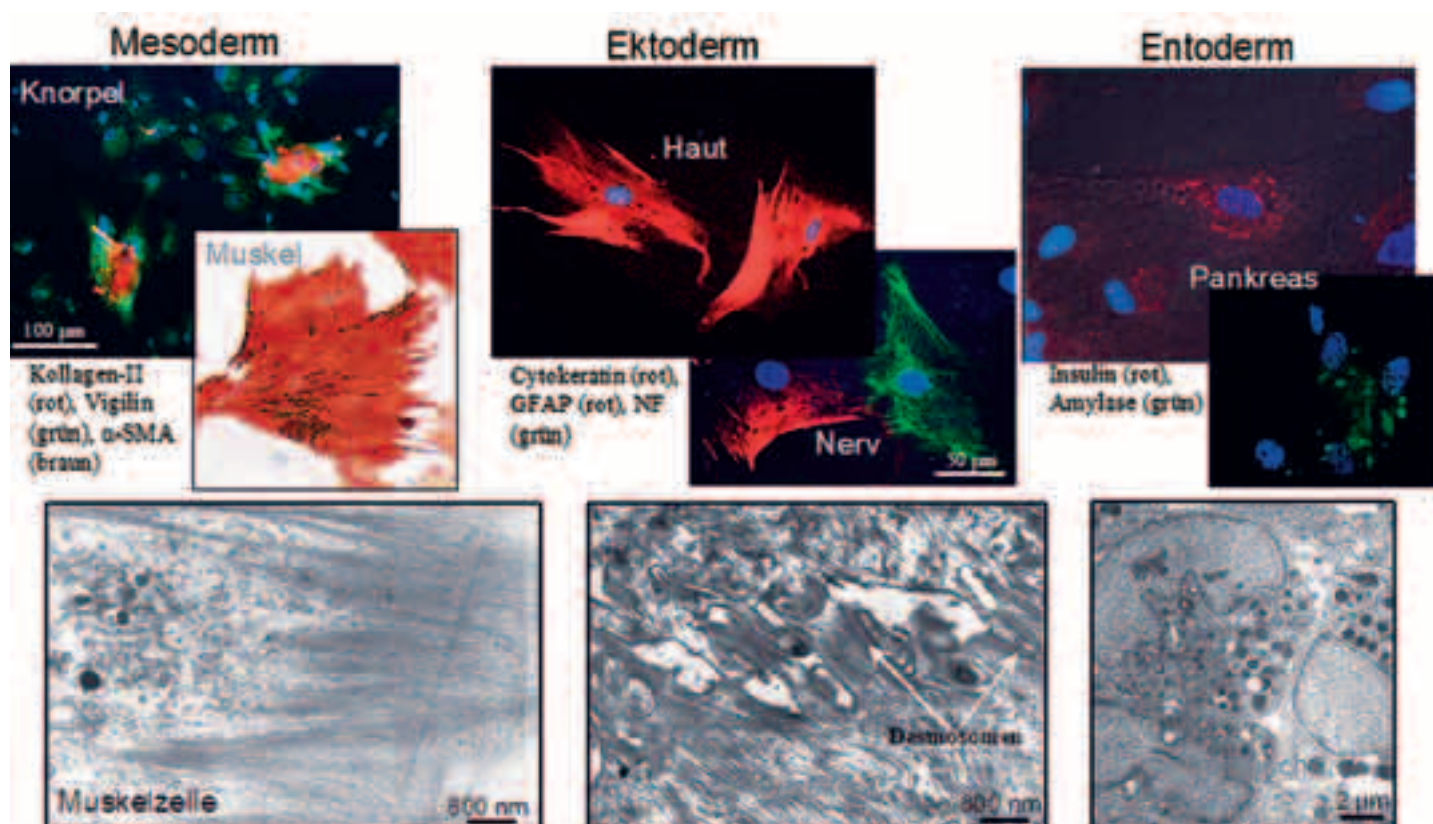 Mesoderm
Ektoderm
Entoderm
Knorpel
100 µm
Muskel
Kollagen-II
(rot), Vigilin
(grün), α-SMA
(braun)
Haut
Cytokeratin (rot),
GFAP (rot), NF
(grün)
Nerv
50 µm
Pankreas
Insulin (rot),
Amylase (grün)
Muskelzelle
800 nm
Desmosomen
800 nm
2 µm